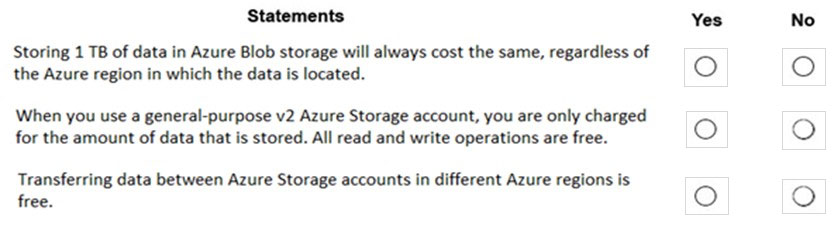 Statements Yes No
Storing 1 TB of data in Azure Blob storage will always cost the same, regardless of
the Azure region in which the data is located.
When you use a general-purpose v2 Azure Storage account, you are only charged
for the amount of data that is stored. All read and write operations are free.
Transferring data between Azure Storage accounts in different Azure regions is
free.